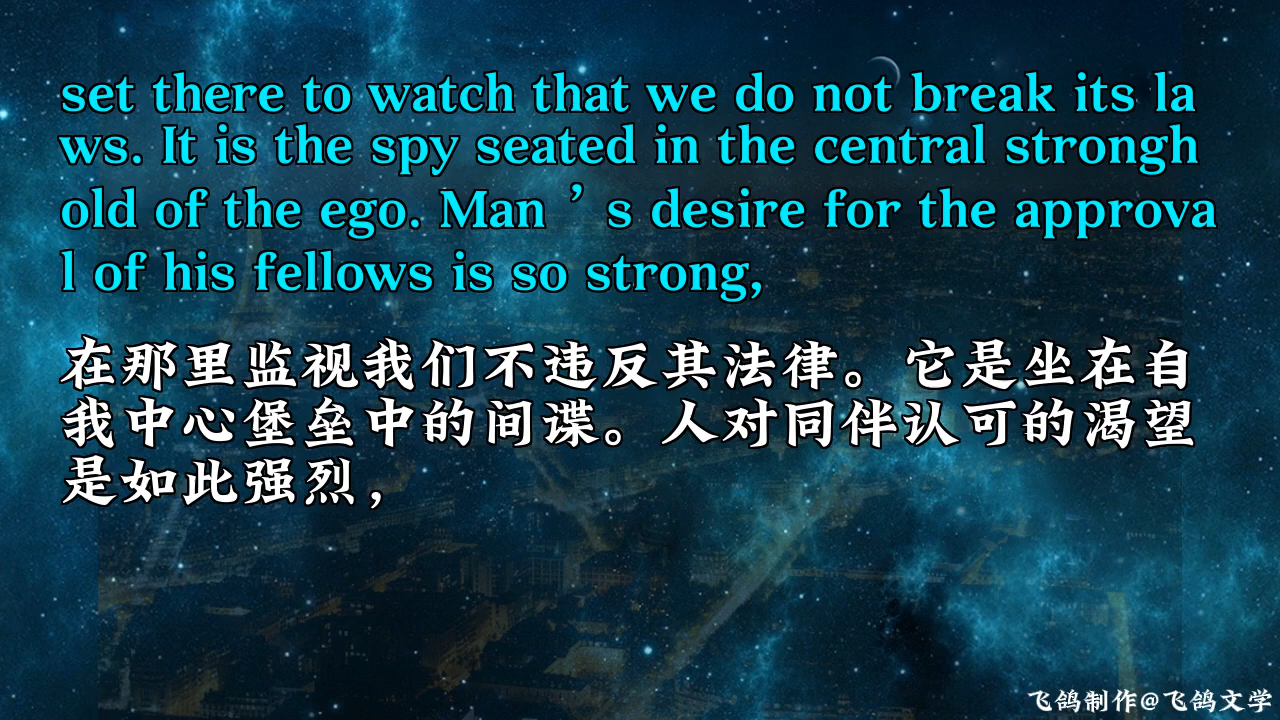 set there to watch that we do not break its la
ws. It is the spy seated in the central strongh
old of the ego. Man ’ s desire for the approva
l of his fellows is so strong,
在那里监视我们不违反其法律。它是坐在自
我中心堡垒中的间谍。人对同伴认可的渴望
是如此强烈，
飞鸽制作@飞鸽文学